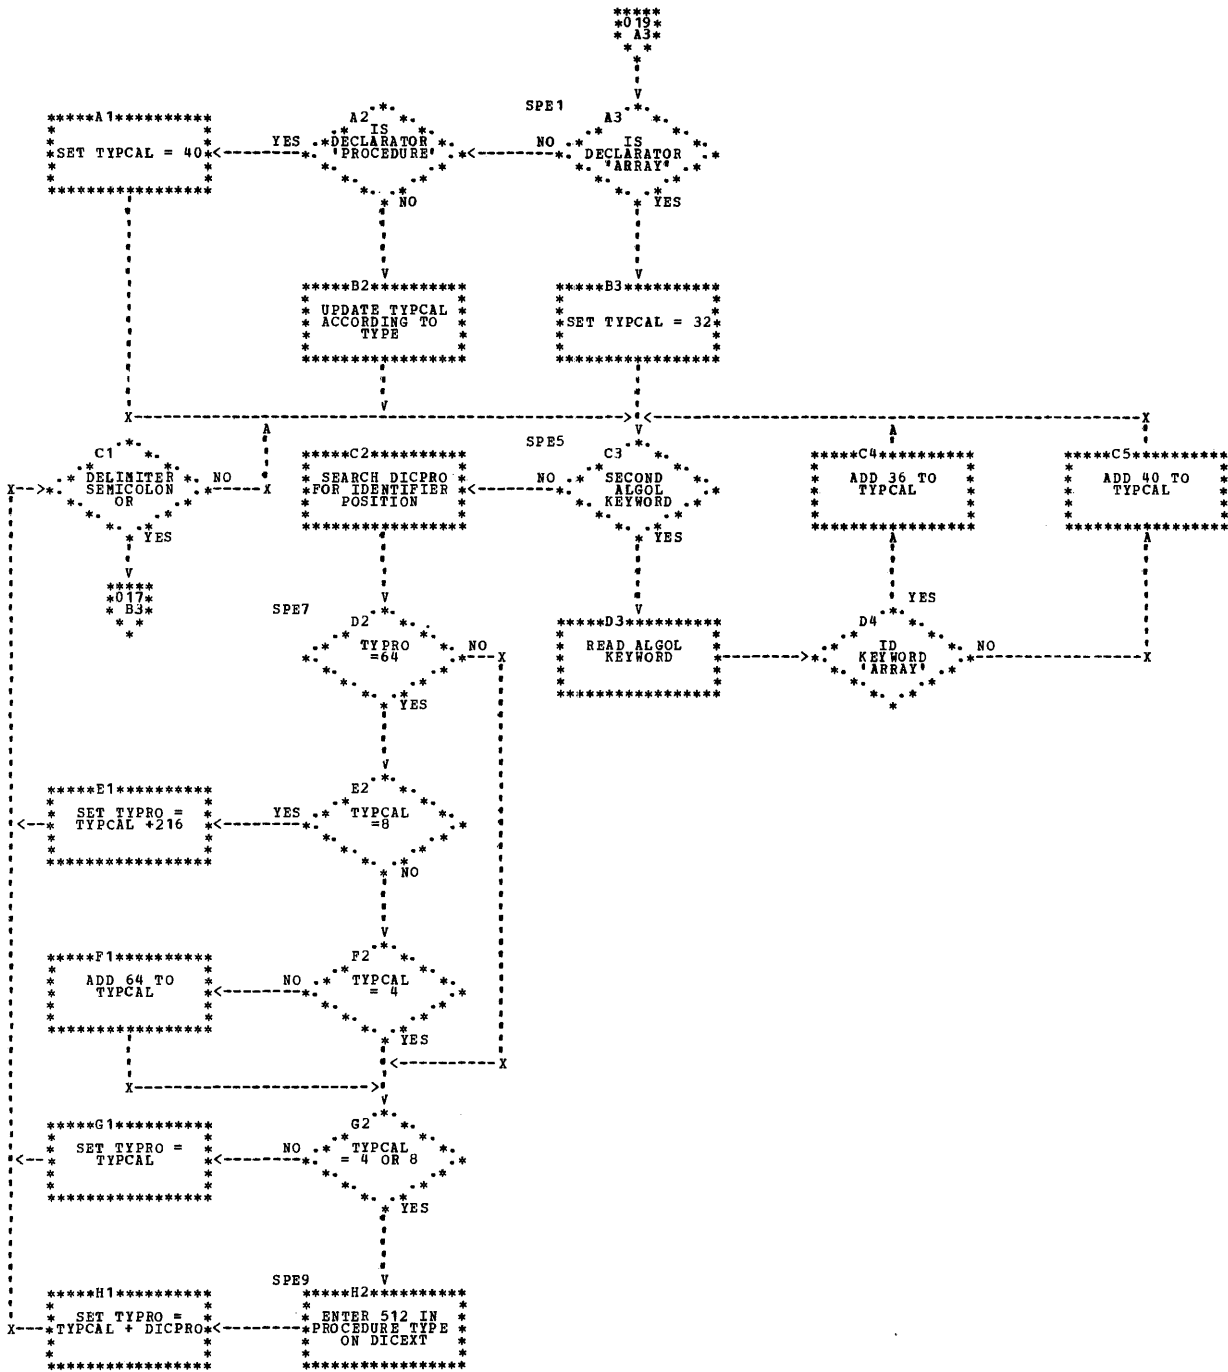 019
A3
SPE1
A1
SET TYPCAL = 40
YES
A2
IS
DECLARATOR
'PROCEDURE'
NO
NO
A3
IS
DECLARATOR
'ARRAY'
YES
B2
UPDATE TYPCAL
ACCORDING TO
TYPE
B3
SET TYPCAL = 32
C1
DELIMITER
SEMICOLON
OR
NO
YES
017
B3
C2
SEARCH DICPRO
FOR IDENTIFIER
POSITION
SPE5
NO
C3
SECOND
ALGOL
KEYWORD
YES
C4
ADD 36 TO
TYPCAL
C5
ADD 40 TO
TYPCAL
SPE7
D2
TYPRO
=64
NO
YES
D3
READ ALGOL
KEYWORD
YES
D4
ID
KEYWORD
'ARRAY'
NO
E1
SET TYPRO =
TYPCAL +216
YES
E2
TYPCAL
=8
NO
F1
ADD 64 TO
TYPCAL
NO
F2
TYPCAL
= 4
YES
G1
SET TYPRO =
TYPCAL
NO
G2
TYPCAL
= 4 OR 8
YES
SPE9
H1
SET TYPRO =
TYPCAL + DICPRO
H2
ENTER 512 IN
PROCEDURE TYPE
ON DICEXT